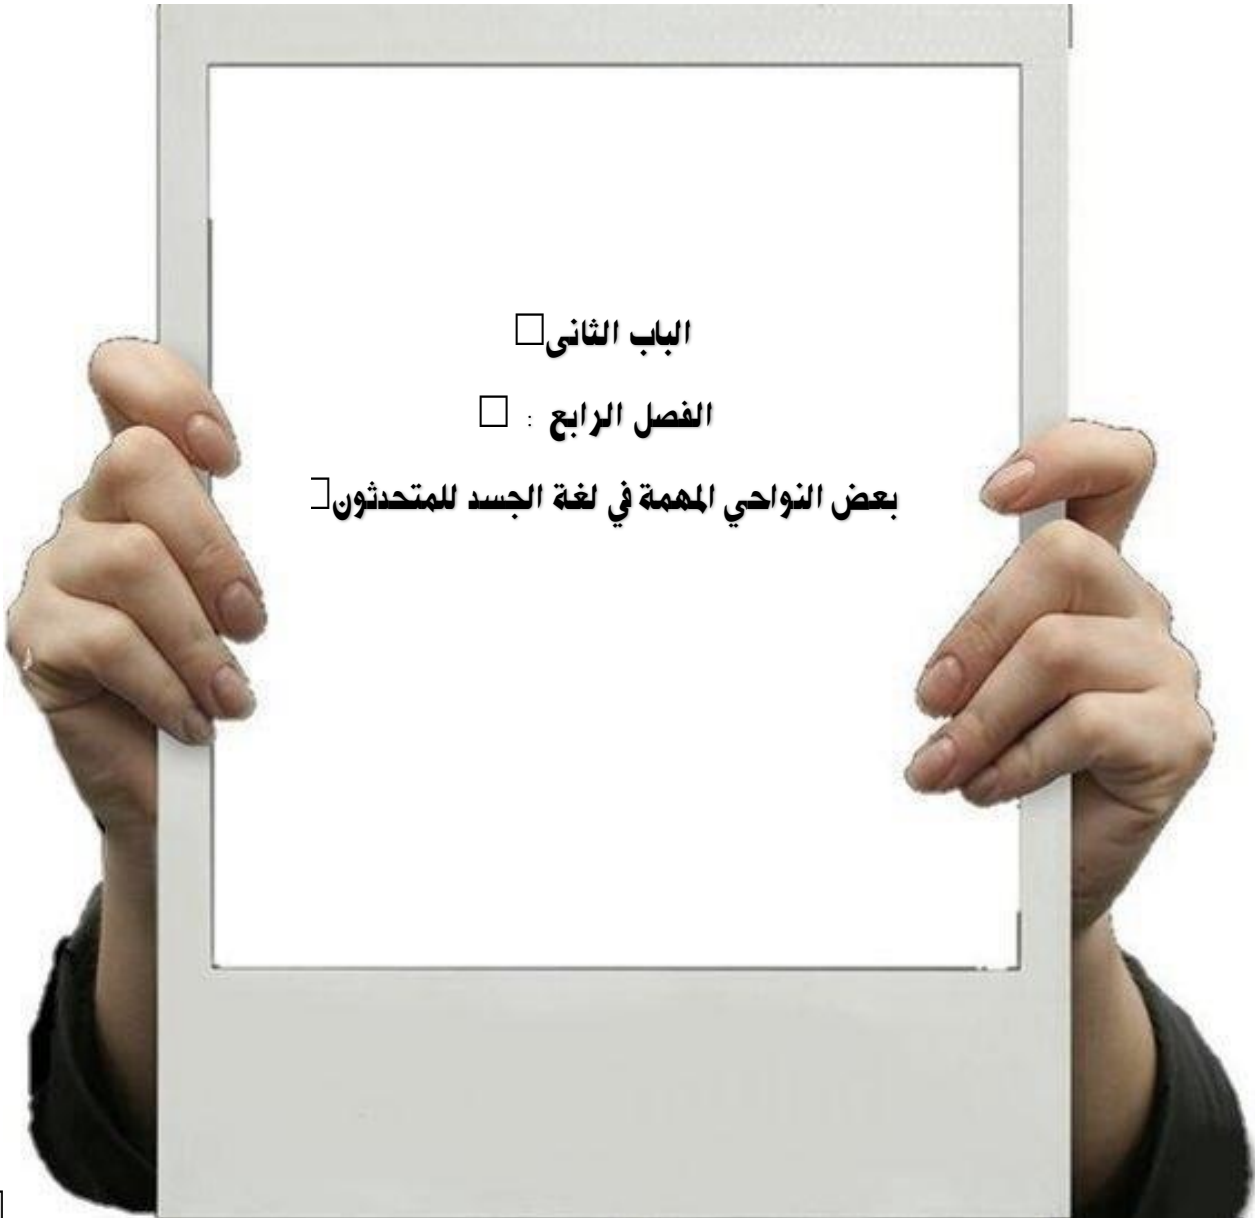 الباب الثانى
الفصل الرابع :
بعض النواحي المهمة في لغة الجسد للمتحدثون